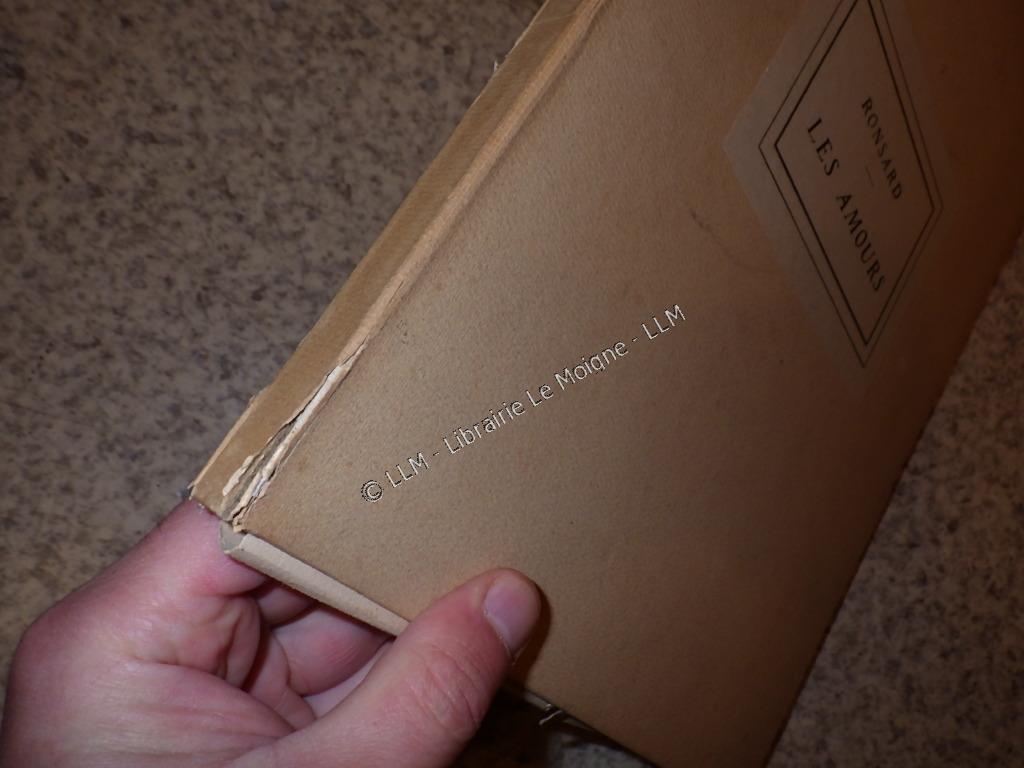 RONSARD
LES AMOURS
© LLM - Librairie Le Moigne - LLM